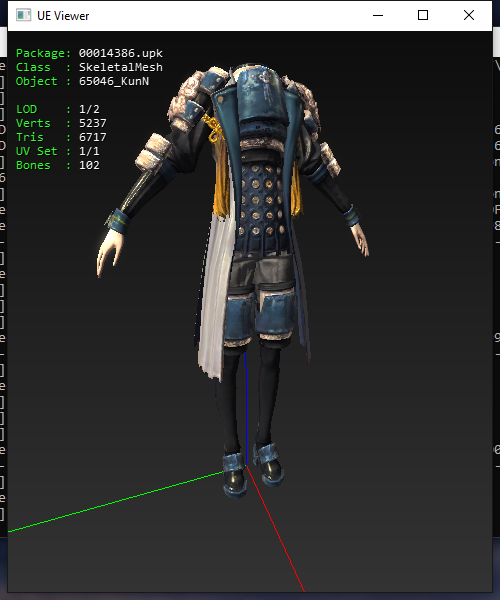 UE Viewer
Package: 00014386.upk
Class  : SkeletalMesh
Object : 65046_KunN
LOD    : 1/2
Verts  : 5237
Tris   : 6717
UV Set : 1/1
Bones  : 102